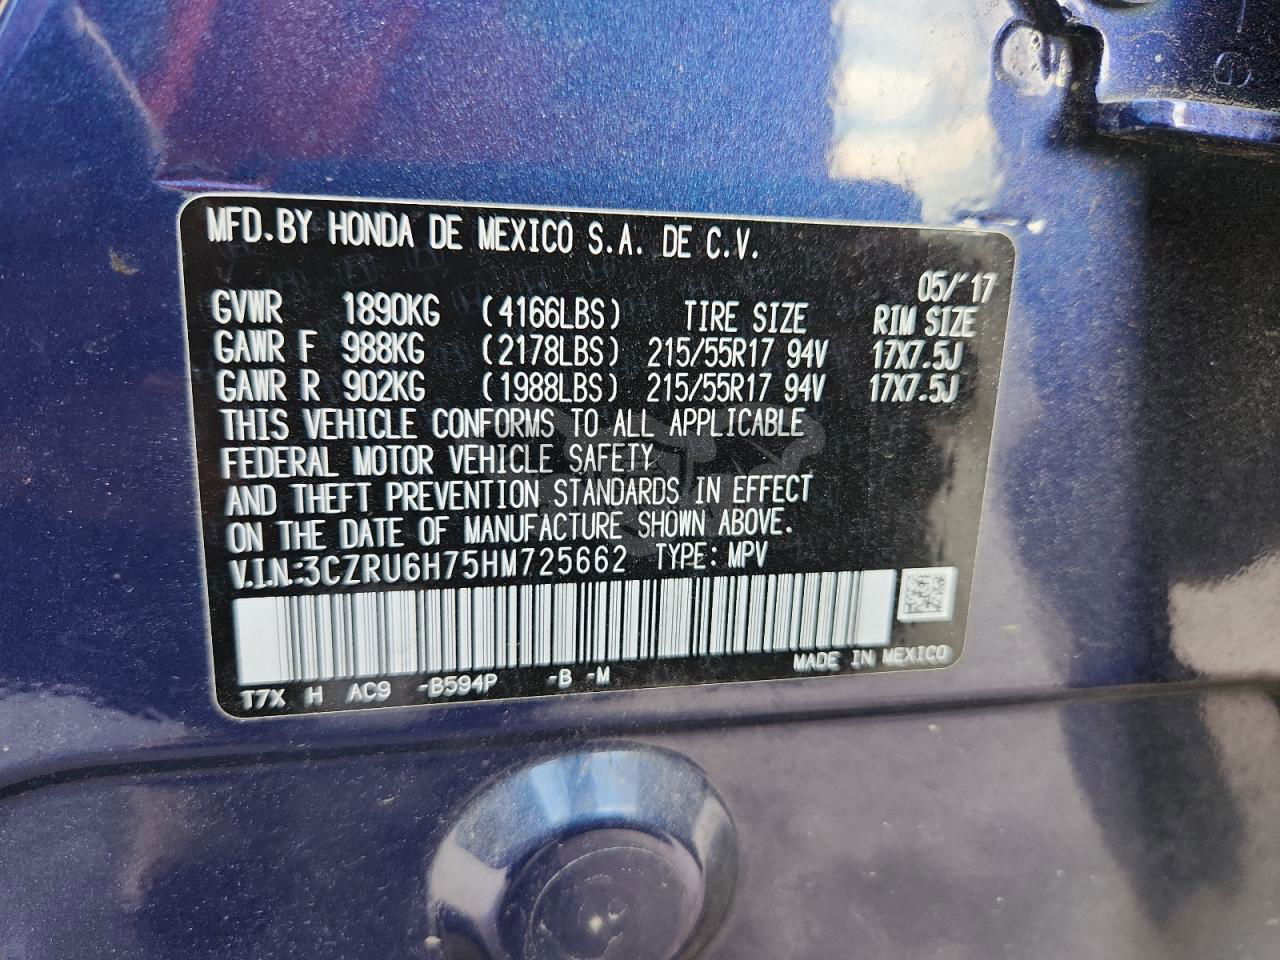 MFD.BY HONDA DE MEXICO S.A. DE C.V.
05/'17
GVWR 1890KG (4166LBS) TIRE SIZE RIM SIZE
GAWR F 988KG (2178LBS) 215/55R17 94V 17X7.5J
GAWR R 902KG (1988LBS) 215/55R17 94V 17X7.5J
THIS VEHICLE CONFORMS TO ALL APPLICABLE
FEDERAL MOTOR VEHICLE SAFETY
AND THEFT PREVENTION STANDARDS IN EFFECT
ON THE DATE OF MANUFACTURE SHOWN ABOVE.
V.I.N.:3CZRU6H75HM725662 TYPE: MPV
MADE IN MEXICO
T7X H AC9 -B594P -B -M